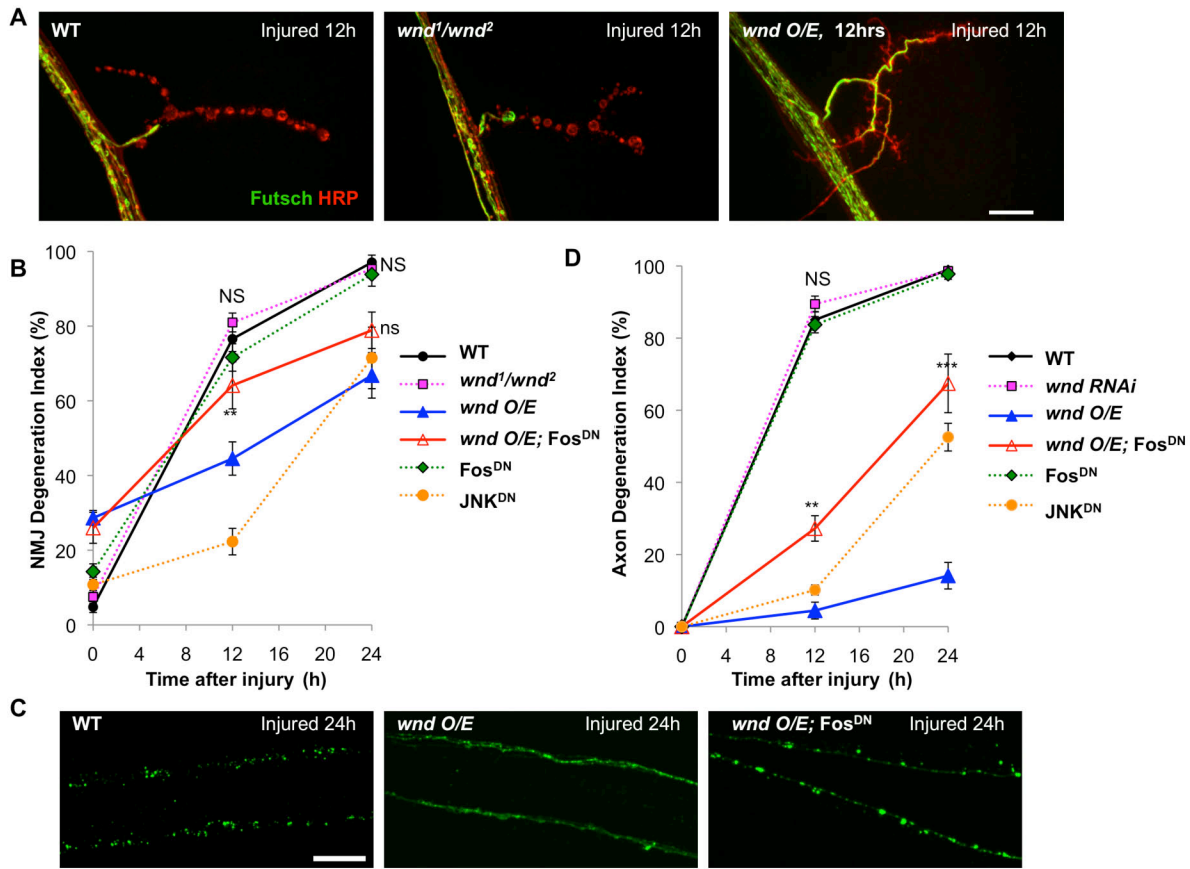 A
WT
Injured 12h
Futsch HRP
wnd¹/wnd²
Injured 12h
wnd O/E, 12hrs
Injured 12h
B
NMJ Degeneration Index (%)
100
80
60
40
20
0
0 4 8 12 16 20 24
Time after injury (h)
NS
NS
ns
**
WT
wnd¹/wnd²
wnd O/E
wnd O/E; Fosᴰᴺ
Fosᴰᴺ
JNKᴰᴺ
D
Axon Degeneration Index (%)
100
80
60
40
20
0
0 4 8 12 16 20 24
Time after injury (h)
NS
**
***
WT
wnd RNAi
wnd O/E
wnd O/E; Fosᴰᴺ
Fosᴰᴺ
JNKᴰᴺ
C
WT
Injured 24h
wnd O/E
Injured 24h
wnd O/E; Fosᴰᴺ
Injured 24h